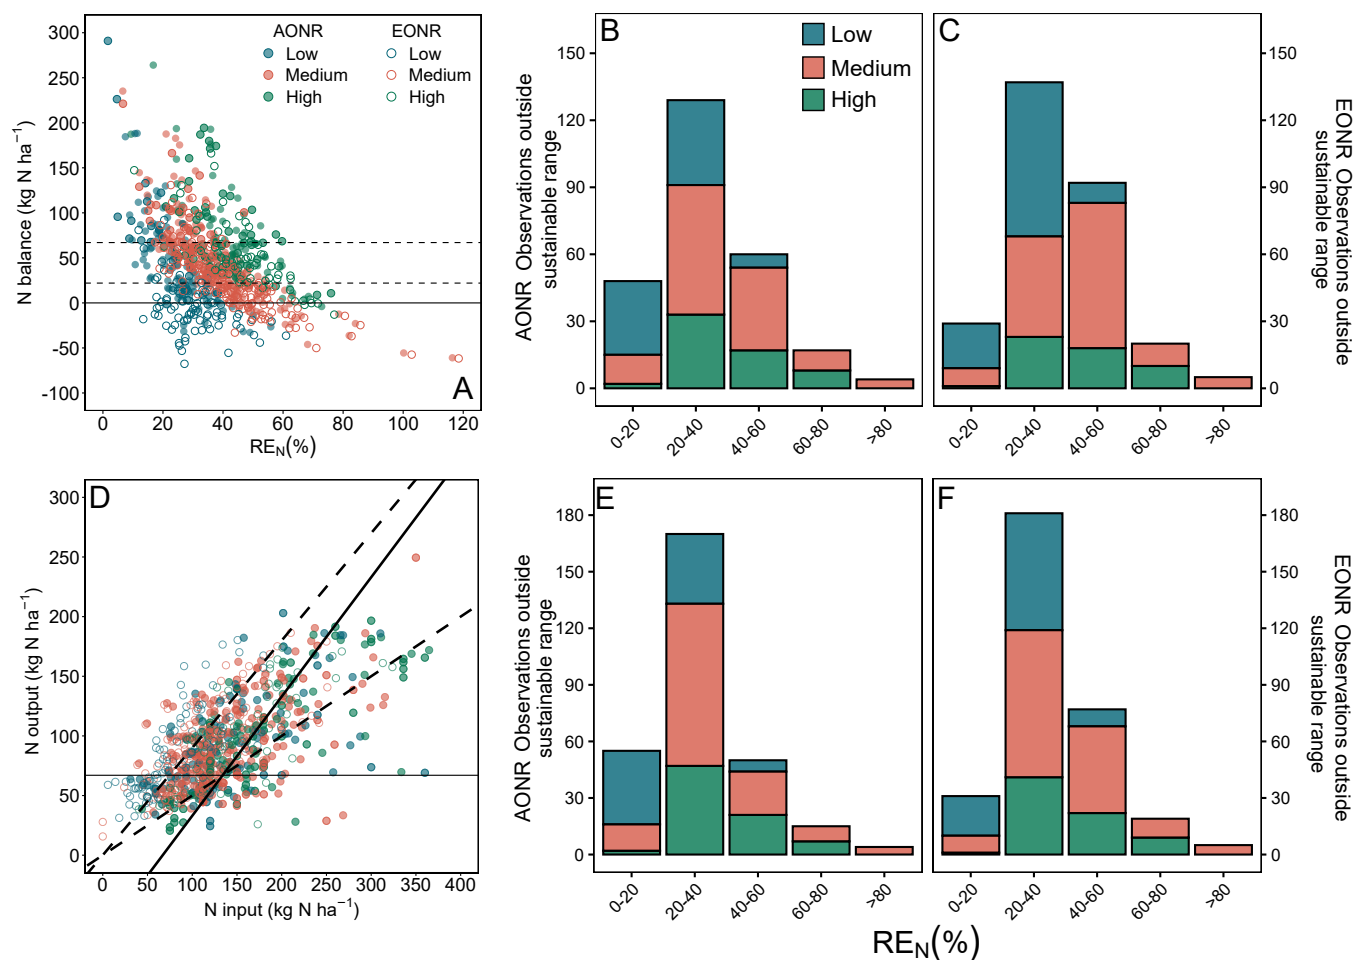 A
N balance (kg N ha⁻¹)
300
250
200
150
100
50
0
-50
-100
0 20 40 60 80 100 120
RE_N(%)
AONR EONR
Low Low
Medium Medium
High High
B
AONR Observations outside
sustainable range
150
120
90
60
30
0
0-20 20-40 40-60 60-80 >80
Low
Medium
High
C
150
120
90
60
30
0
0-20 20-40 40-60 60-80 >80
EONR Observations outside
sustainable range
D
N output (kg N ha⁻¹)
300
250
200
150
100
50
0
0 50 100 150 200 250 300 350 400
N input (kg N ha⁻¹)
E
AONR Observations outside
sustainable range
180
150
120
90
60
30
0
0-20 20-40 40-60 60-80 >80
F
180
150
120
90
60
30
0
0-20 20-40 40-60 60-80 >80
EONR Observations outside
sustainable range
RE_N(%)